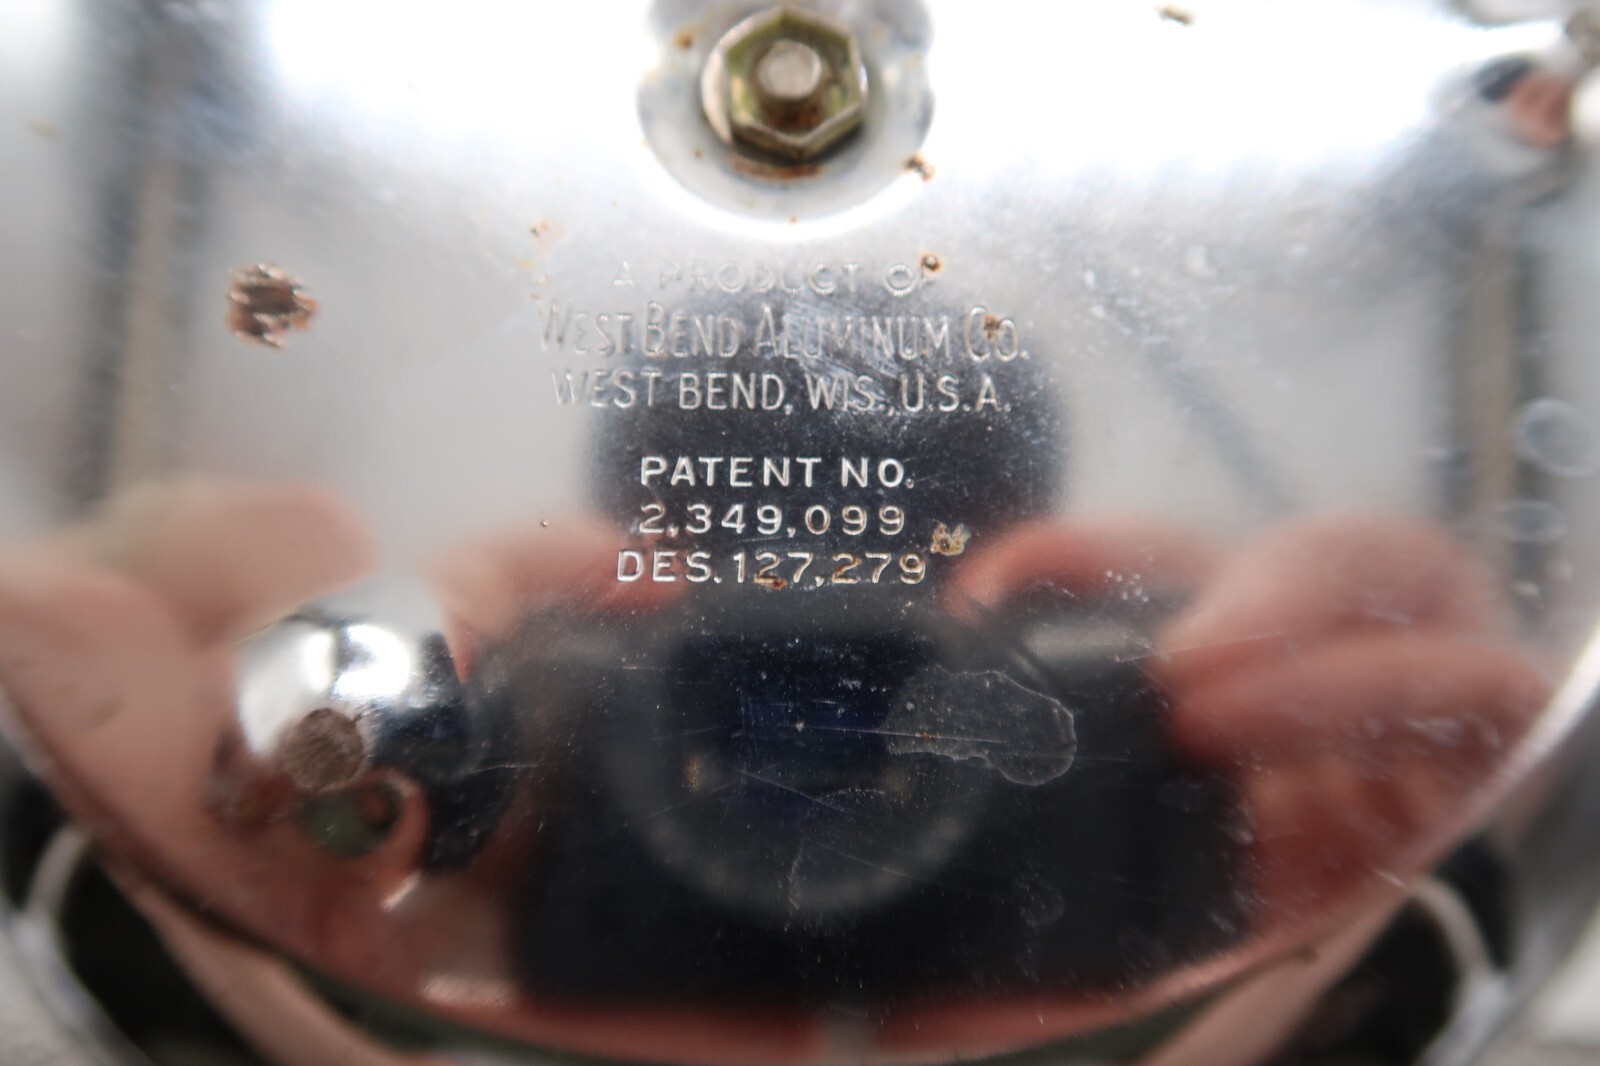 A PRODUCT OF
WEST BEND ALUMINUM CO.
WEST BEND, WIS., U.S.A.
PATENT NO.
2,349,099
DES. 127,279